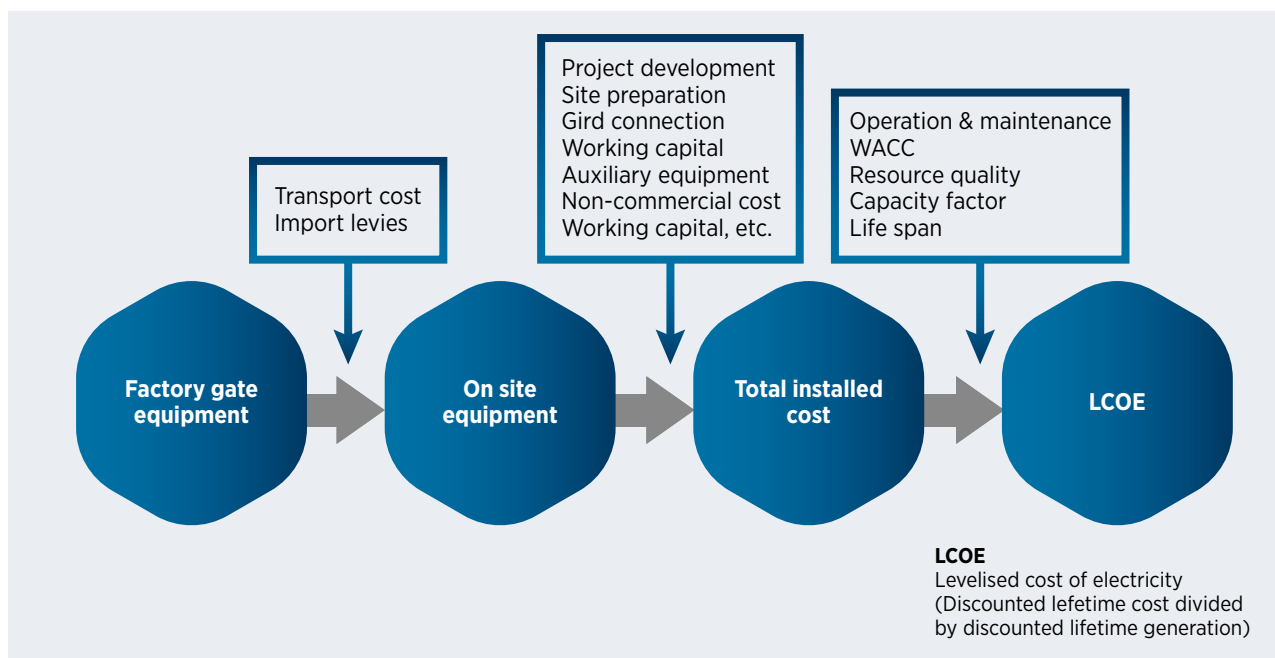 Project development
Site preparation
Gird connection
Working capital
Auxiliary equipment
Non-commercial cost
Working capital, etc.
Operation & maintenance
WACC
Resource quality
Capacity factor
Life span
Transport cost
Import levies
Factory gate
equipment
On site
equipment
Total installed
cost
LCOE
LCOE
Levelised cost of electricity
(Discounted lefetime cost divided
by discounted lifetime generation)